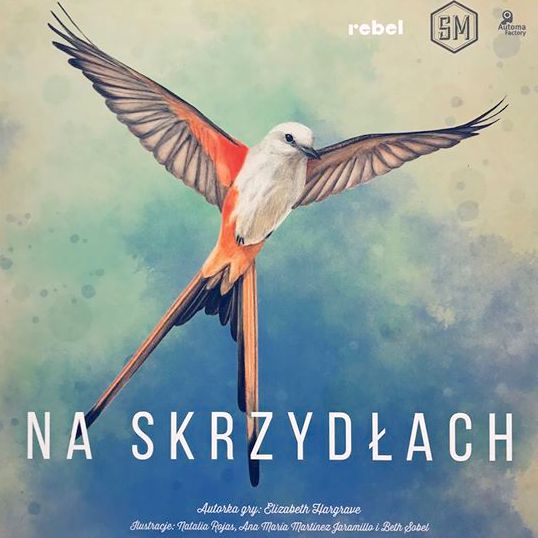 rebel
SM
Automa
Factory
NA SKRZYDŁACH
Autorka gry: Elizabeth Hargrave
Ilustracje: Natalia Rojas, Ana Maria Martinez Jaramillo i Beth Sobel